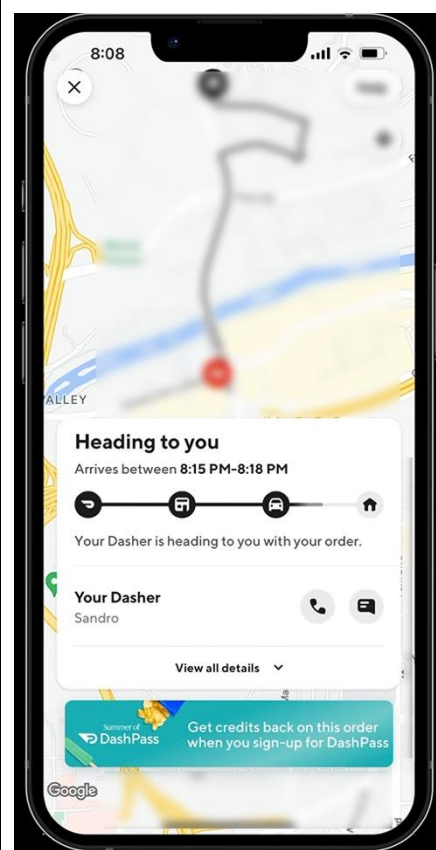 8:08
ALLEY
Heading to you
Arrives between 8:15 PM-8:18 PM
Your Dasher is heading to you with your order.
Your Dasher
Sandro
View all details
Summer of
DashPass
Get credits back on this order
when you sign-up for DashPass
Google